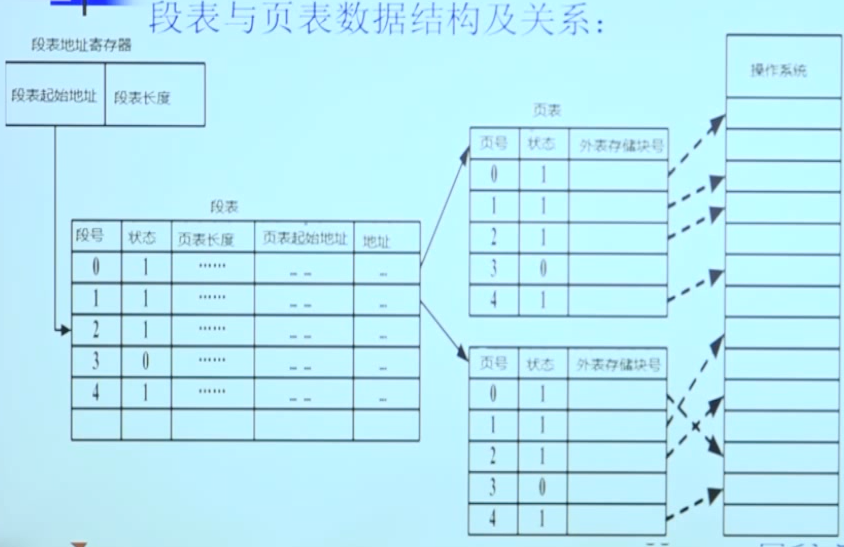 段表与页表数据结构及关系:
段表地址寄存器
段表起始地址 段表长度
操作系统
页表
页号 状态 外表存储块号
0 1
1 1
2 1
3 0
4 1
段表
段号 状态 页表长度 页表起始地址 地址
0 1 …… …… …
1 1 …… …… …
2 1 …… …… …
3 0 …… …… …
4 1 …… …… …
页号 状态 外表存储块号
0 1
1 1
2 1
3 0
4 1